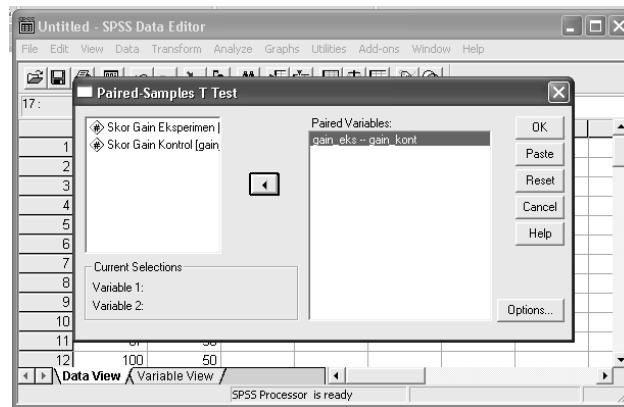 Untitled - SPSS Data Editor
File Edit View Data Transform Analyze Graphs Utilities Add-ons Window Help
17 :
Paired-Samples T Test
Skor Gain Eksperimen [
Skor Gain Kontrol [gain_
Paired Variables:
gain_eks -- gain_kont
OK
Paste
Reset
Cancel
Help
Options...
Current Selections
Variable 1:
Variable 2:
1
2
3
4
5
6
7
8
9
10
11
12 100 50
Data View Variable View
SPSS Processor is ready